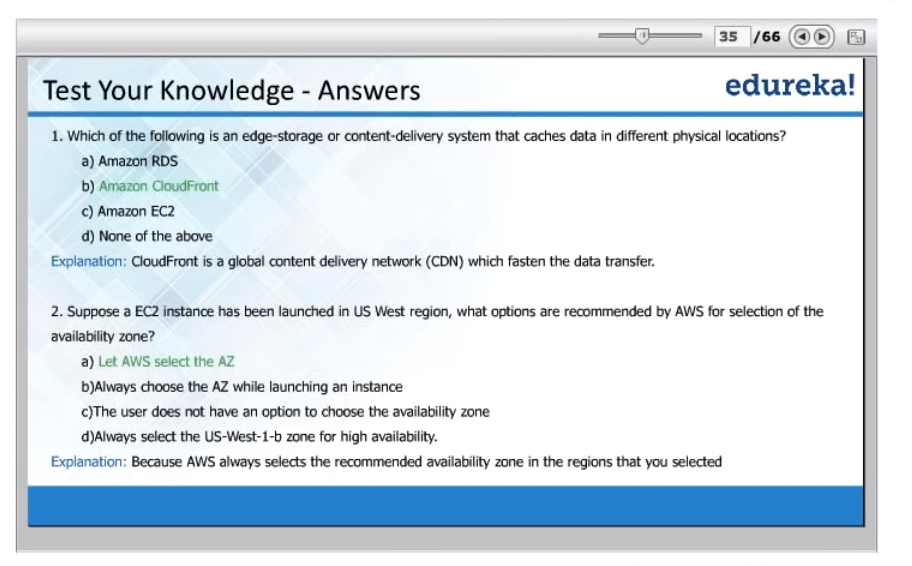 35 /66
Test Your Knowledge - Answers
edureka!
1. Which of the following is an edge-storage or content-delivery system that caches data in different physical locations?
a) Amazon RDS
b) Amazon CloudFront
c) Amazon EC2
d) None of the above
Explanation: CloudFront is a global content delivery network (CDN) which fasten the data transfer.
2. Suppose a EC2 instance has been launched in US West region, what options are recommended by AWS for selection of the
availability zone?
a) Let AWS select the AZ
b)Always choose the AZ while launching an instance
c)The user does not have an option to choose the availability zone
d)Always select the US-West-1-b zone for high availability.
Explanation: Because AWS always selects the recommended availability zone in the regions that you selected